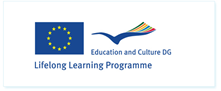 Education and Culture DG
Lifelong Learning Programme